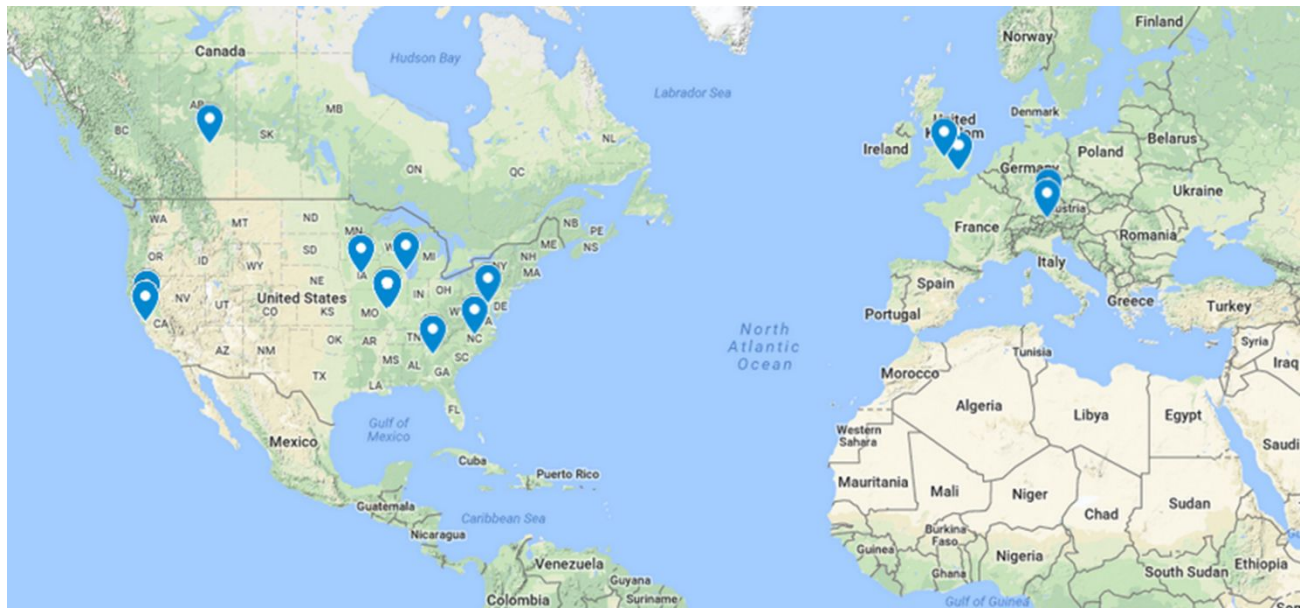 Finland
Norway
Canada
Hudson Bay
Labrador Sea
AB
MB
Denmark
United
Kingdom
BC
SK
NL
Belarus
Ireland
Poland
Germany
ON
QC
Ukraine
Austria
WA
MT
ND
MN
NB
PE
France
Romania
OR
ID
SD
MI
ME
NS
NH
Italy
WY
IA
NY
MA
NE
Spain
NV
United States
IN
OH
DE
Greece
Turkey
UT
CO
KS
MO
Portugal
CA
North
Atlantic
Ocean
OK
AR
TN
NC
Syria
AZ
NM
MS
SC
Tunisia
Iraq
AL
GA
Morocco
TX
LA
FL
Algeria
Libya
Egypt
Gulf of
Mexico
Western
Sahara
Mexico
Saudi
Cuba
Puerto Rico
Mauritania
Mali
Niger
Sudan
Guatemala
Caribbean Sea
Chad
Nicaragua
Burkina
Faso
Guinea
Nigeria
Venezuela
Ghana
South Sudan
Ethiopia
Guyana
Colombia
Suriname
Gulf of Guinea